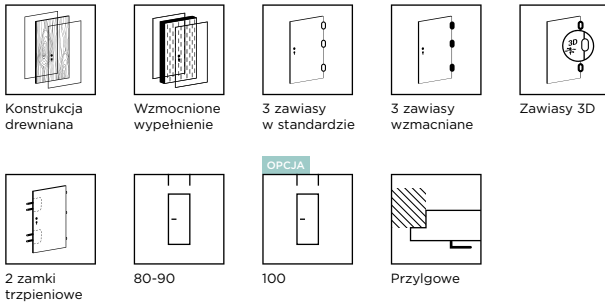 3D
Konstrukcja
drewniana
Wzmocnione
wypełnienie
3 zawiasy
w standardzie
3 zawiasy
wzmacniane
Zawiasy 3D
OPCJA
2 zamki
trzpieniowe
80-90
100
Przylgowe